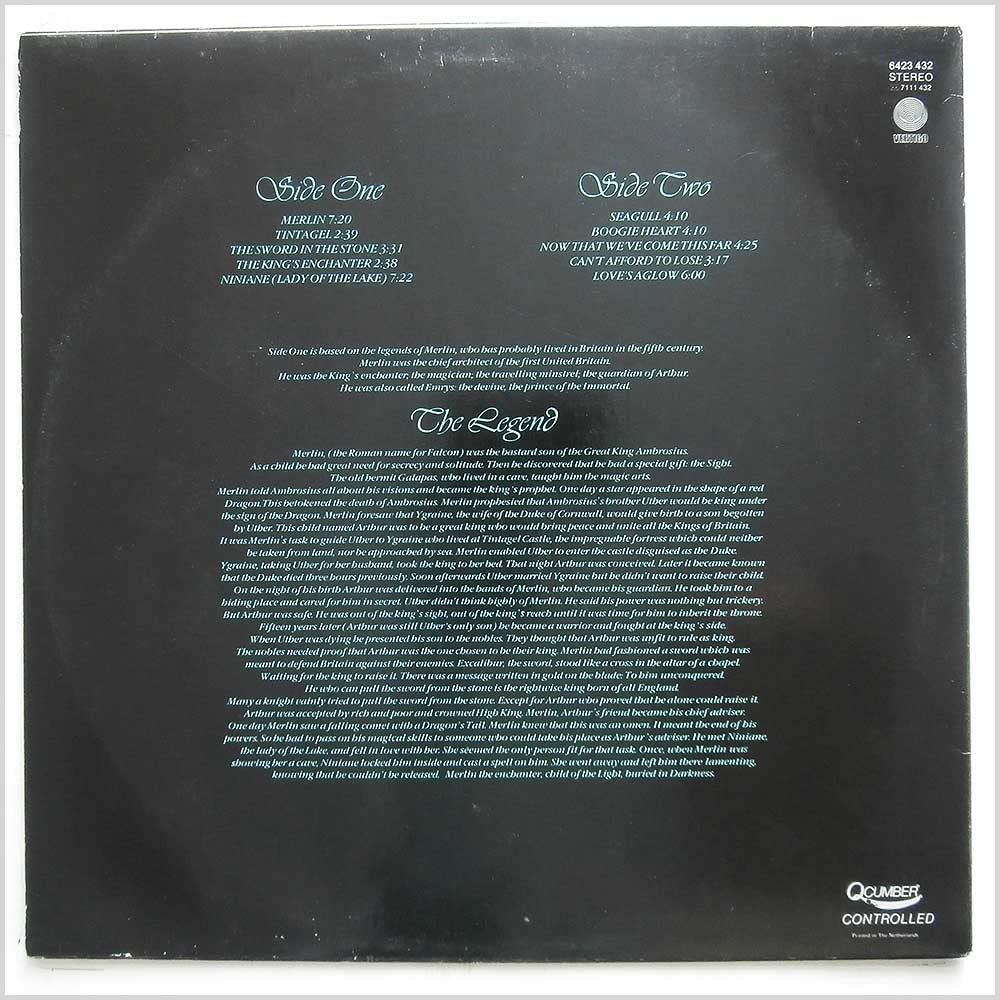 6423 432
STEREO
7111 432
VERTIGO
Side One
MERLIN 7:20
TINTAGEL 2:39
THE SWORD IN THE STONE 3:31
THE KING'S ENCHANTER 2:38
NINIANE (LADY OF THE LAKE) 7:22
Side Two
SEAGULL 4:10
BOOGIE HEART 4:10
NOW THAT WE'VE COME THIS FAR 4:25
CAN'T AFFORD TO LOSE 3:17
LOVE'S AGLOW 6:00
Side One is based on the legends of Merlin, who has probably lived in Britain in the fifth century.
Merlin was the chief architect of the first United Britain.
He was the King's enchanter; the magician; the travelling minstrel; the guardian of Arthur.
He was also called Emrys: the devine, the prince of the Immortal.
The Legend
Merlin, (the Roman name for Falcon) was the bastard son of the Great King Ambrosius.
As a child he had great need for secrecy and solitude. Then he discovered that he had a special gift: the Sight.
The old hermit Galapas, who lived in a cave, taught him the magic arts.
Merlin told Ambrosius all about his visions and became the king's prophet. One day a star appeared in the shape of a red
Dragon. This betokened the death of Ambrosius. Merlin prophesied that Ambrosius's brother Uther would be king under
the sign of the Dragon. Merlin foresaw that Ygraine, the wife of the Duke of Cornwall, would give birth to a son begotten
by Uther. This child named Arthur was to be a great king who would bring peace and unite all the Kings of Britain.
It was Merlin's task to guide Uther to Ygraine who lived at Tintagel Castle, the impregnable fortress which could neither
be taken from land, nor be approached by sea. Merlin enabled Uther to enter the castle disguised as the Duke.
Ygraine, taking Uther for her husband, took the king to her bed. That night Arthur was conceived. Later it became known
that the Duke died three hours previously. Soon afterwards Uther married Ygraine but he didn't want to raise their child.
On the night of his birth Arthur was delivered into the hands of Merlin, who became his guardian. He took him to a
hiding place and cared for him in secret. Uther didn't think highly of Merlin. He said his power was nothing but trickery.
But Arthur was safe. He was out of the king's sight, out of the king's reach until it was time for him to inherit the throne.
Fifteen years later (Arthur was still Uther's only son) he became a warrior and fought at the king's side.
When Uther was dying he presented his son to the nobles. They thought that Arthur was unfit to rule as king.
The nobles needed proof that Arthur was the one chosen to be their king. Merlin had fashioned a sword which was
meant to defend Britain against their enemies. Excalibur, the sword, stood like a cross in the altar of a chapel.
Waiting for the king to raise it. There was a message written in gold on the blade: To him unconquered.
He who can pull the sword from the stone is the rightwise king born of all England.
Many a knight vainly tried to pull the sword from the stone. Except for Arthur who proved that he alone could raise it.
Arthur was accepted by rich and poor and crowned High King. Merlin, Arthur's friend became his chief adviser.
One day Merlin saw a falling comet with a Dragon's Tail. Merlin knew that this was an omen. It meant the end of his
powers. So he had to pass on his magical skills to someone who could take his place as Arthur's adviser. He met Niniane,
the lady of the Lake, and fell in love with her. She seemed the only person fit for that task. Once, when Merlin was
showing her a cave, Niniane locked him inside and cast a spell on him. She went away and left him there lamenting,
knowing that he couldn't be released. Merlin the enchanter, child of the Light, buried in Darkness.
QCUMBER
CONTROLLED
Printed in The Netherlands